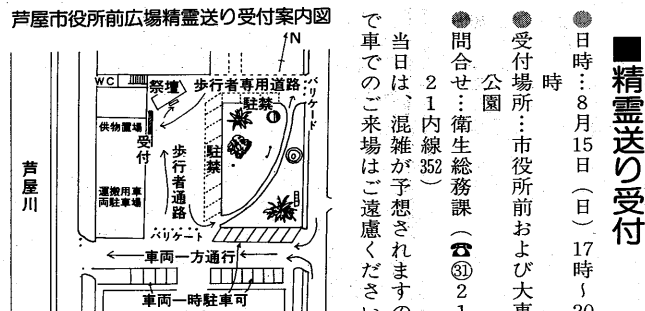 ■精霊送り受付
●日時…8月15日（日）17時～20
時
●受付場所…市役所前および大東
公園
●問合せ…衛生総務課（☎㉛21
21内線352）
当日は、混雑が予想されますの
で車でのご来場はご遠慮ください
芦屋市役所前広場精霊送り受付案内図
N
WC
祭壇
歩行者専用道路
バリケード
駐禁
供物置場
受付
歩行者通路
駐禁
運搬用車
両駐車場
芦屋川
バリケート
車両一方通行
車両一時駐車可